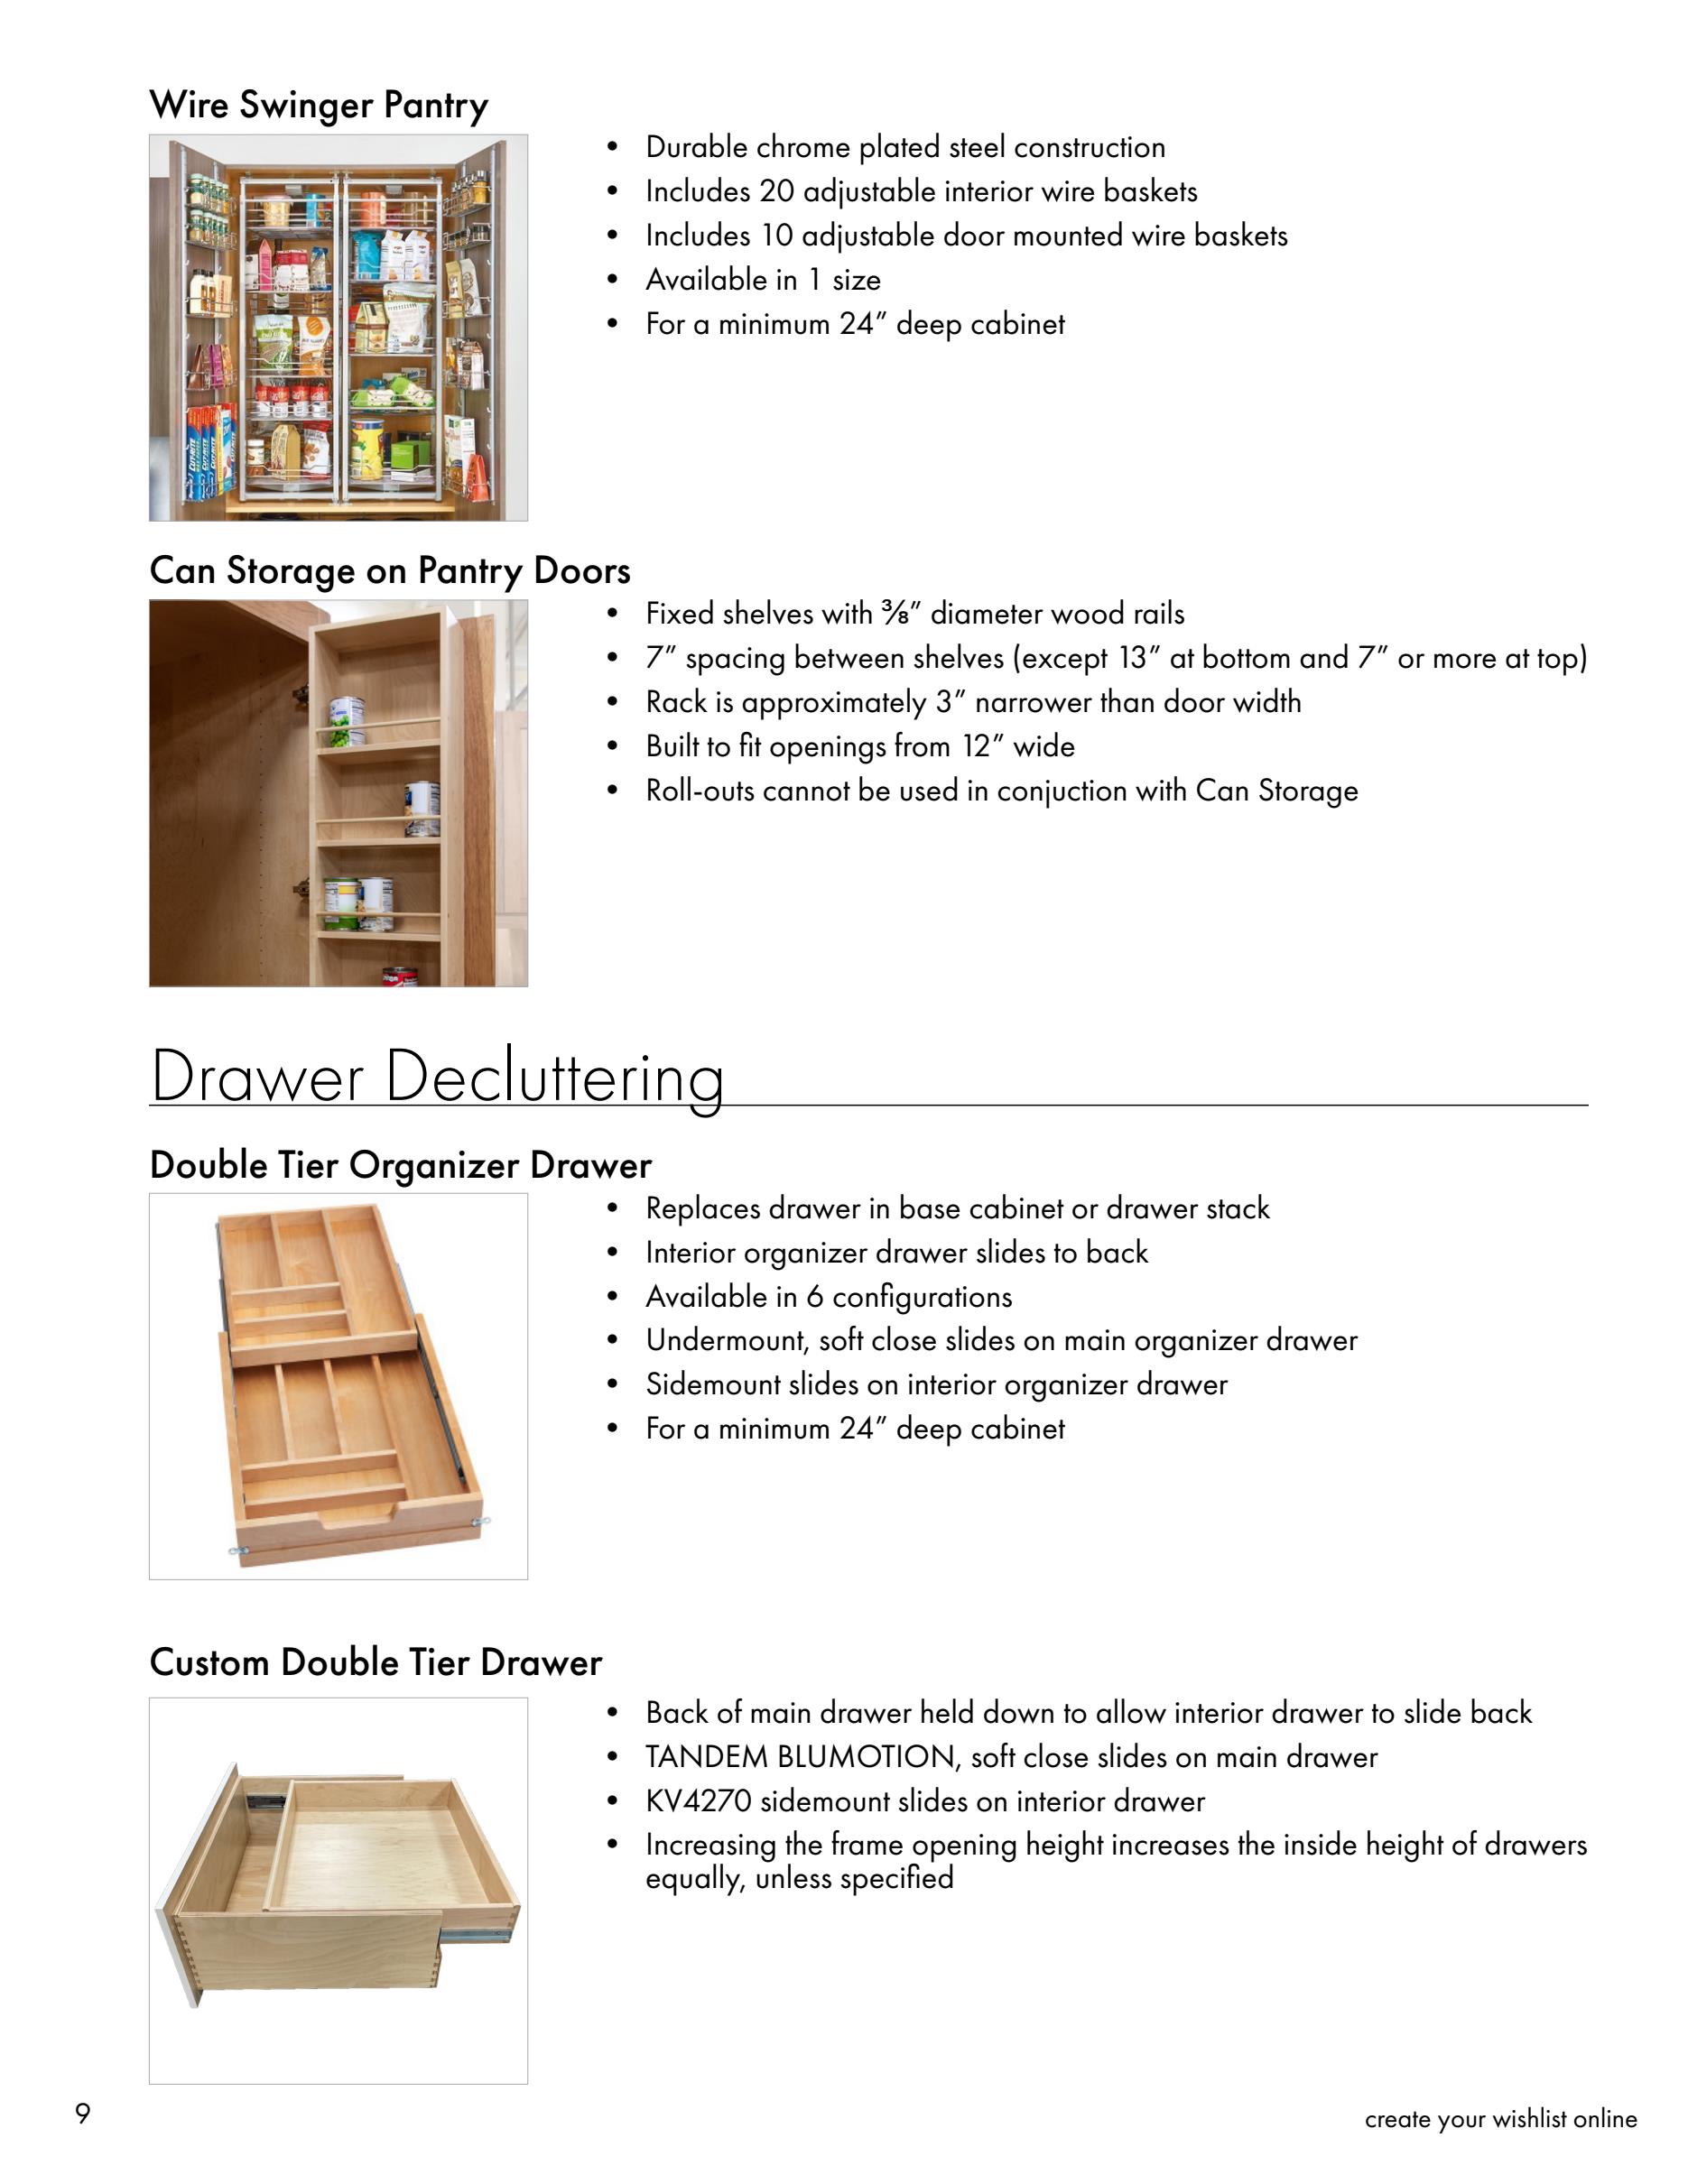 Wire Swinger Pantry
• Durable chrome plated steel construction
• Includes 20 adjustable interior wire baskets
• Includes 10 adjustable door mounted wire baskets
• Available in 1 size
• For a minimum 24” deep cabinet
Can Storage on Pantry Doors
• Fixed shelves with ⅜” diameter wood rails
• 7” spacing between shelves (except 13” at bottom and 7” or more at top)
• Rack is approximately 3” narrower than door width
• Built to fit openings from 12” wide
• Roll-outs cannot be used in conjuction with Can Storage
Drawer Decluttering
Double Tier Organizer Drawer
• Replaces drawer in base cabinet or drawer stack
• Interior organizer drawer slides to back
• Available in 6 configurations
• Undermount, soft close slides on main organizer drawer
• Sidemount slides on interior organizer drawer
• For a minimum 24” deep cabinet
Custom Double Tier Drawer
• Back of main drawer held down to allow interior drawer to slide back
• TANDEM BLUMOTION, soft close slides on main drawer
• KV4270 sidemount slides on interior drawer
• Increasing the frame opening height increases the inside height of drawers
equally, unless specified
9
create your wishlist online